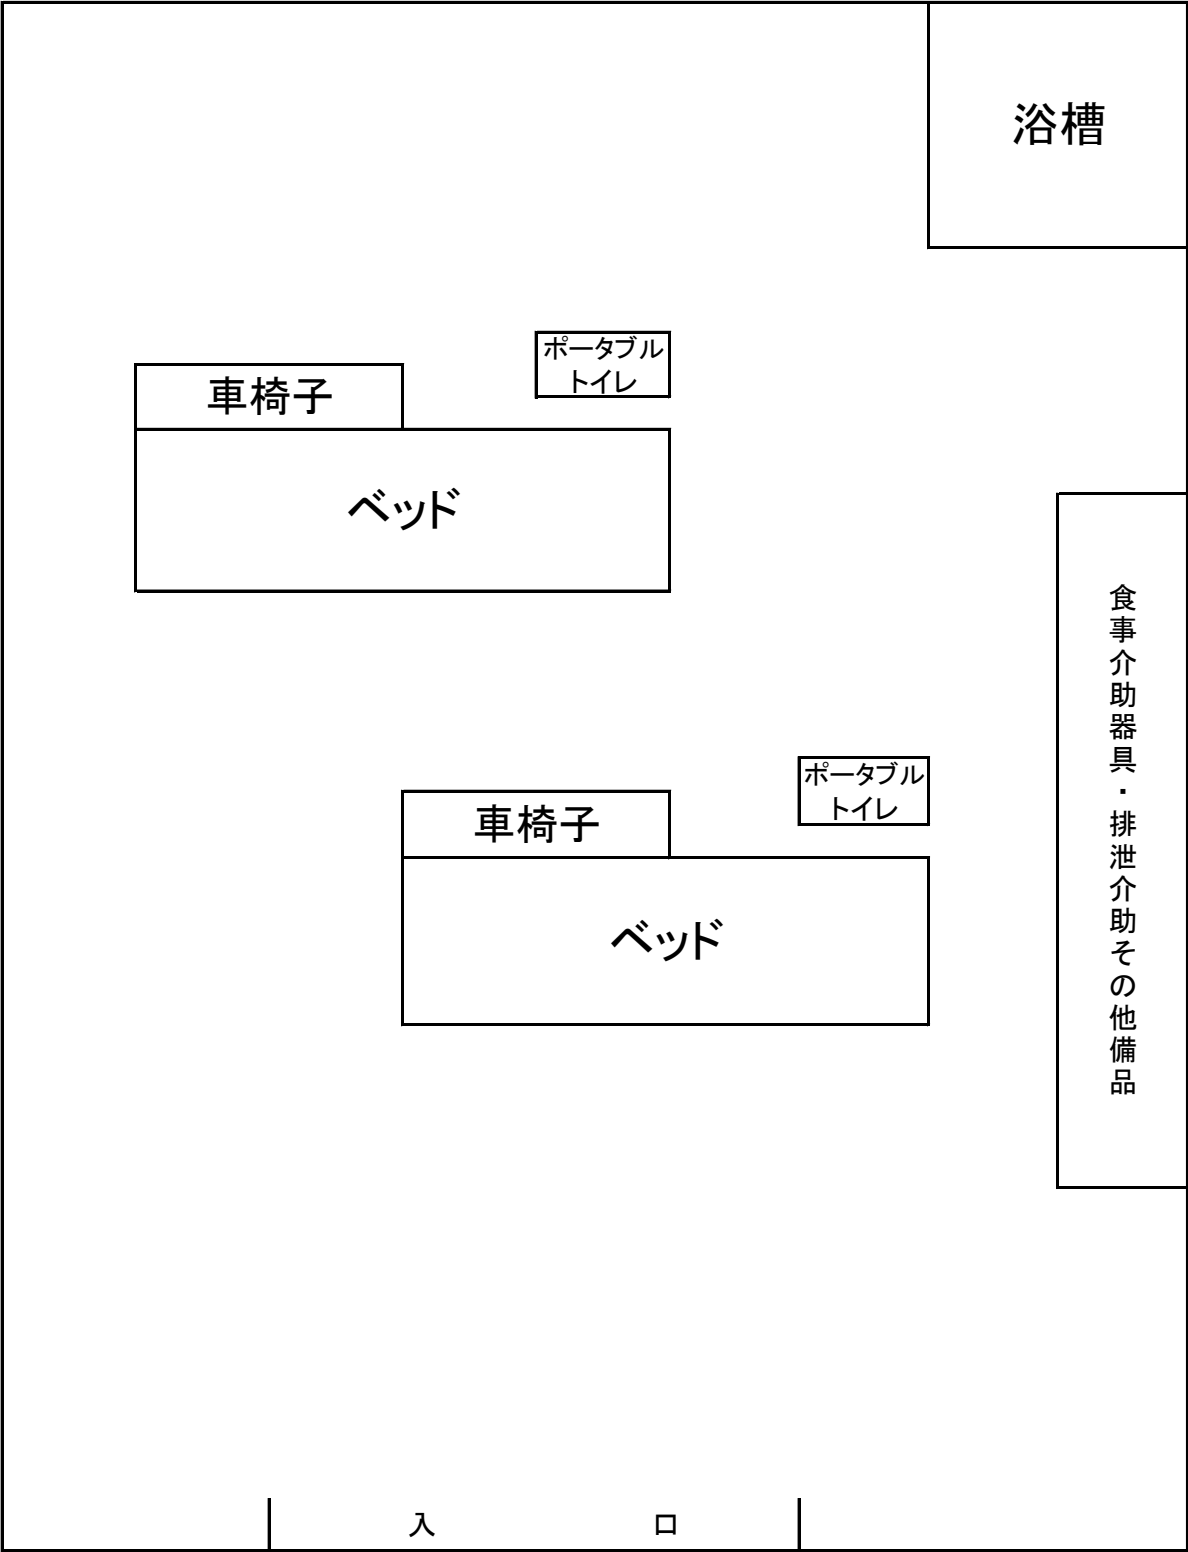 浴槽
ポータブル
トイレ
車椅子
ベッド
食事介助器具・排泄介助その他備品
ポータブル
トイレ
車椅子
ベッド
入　　　口